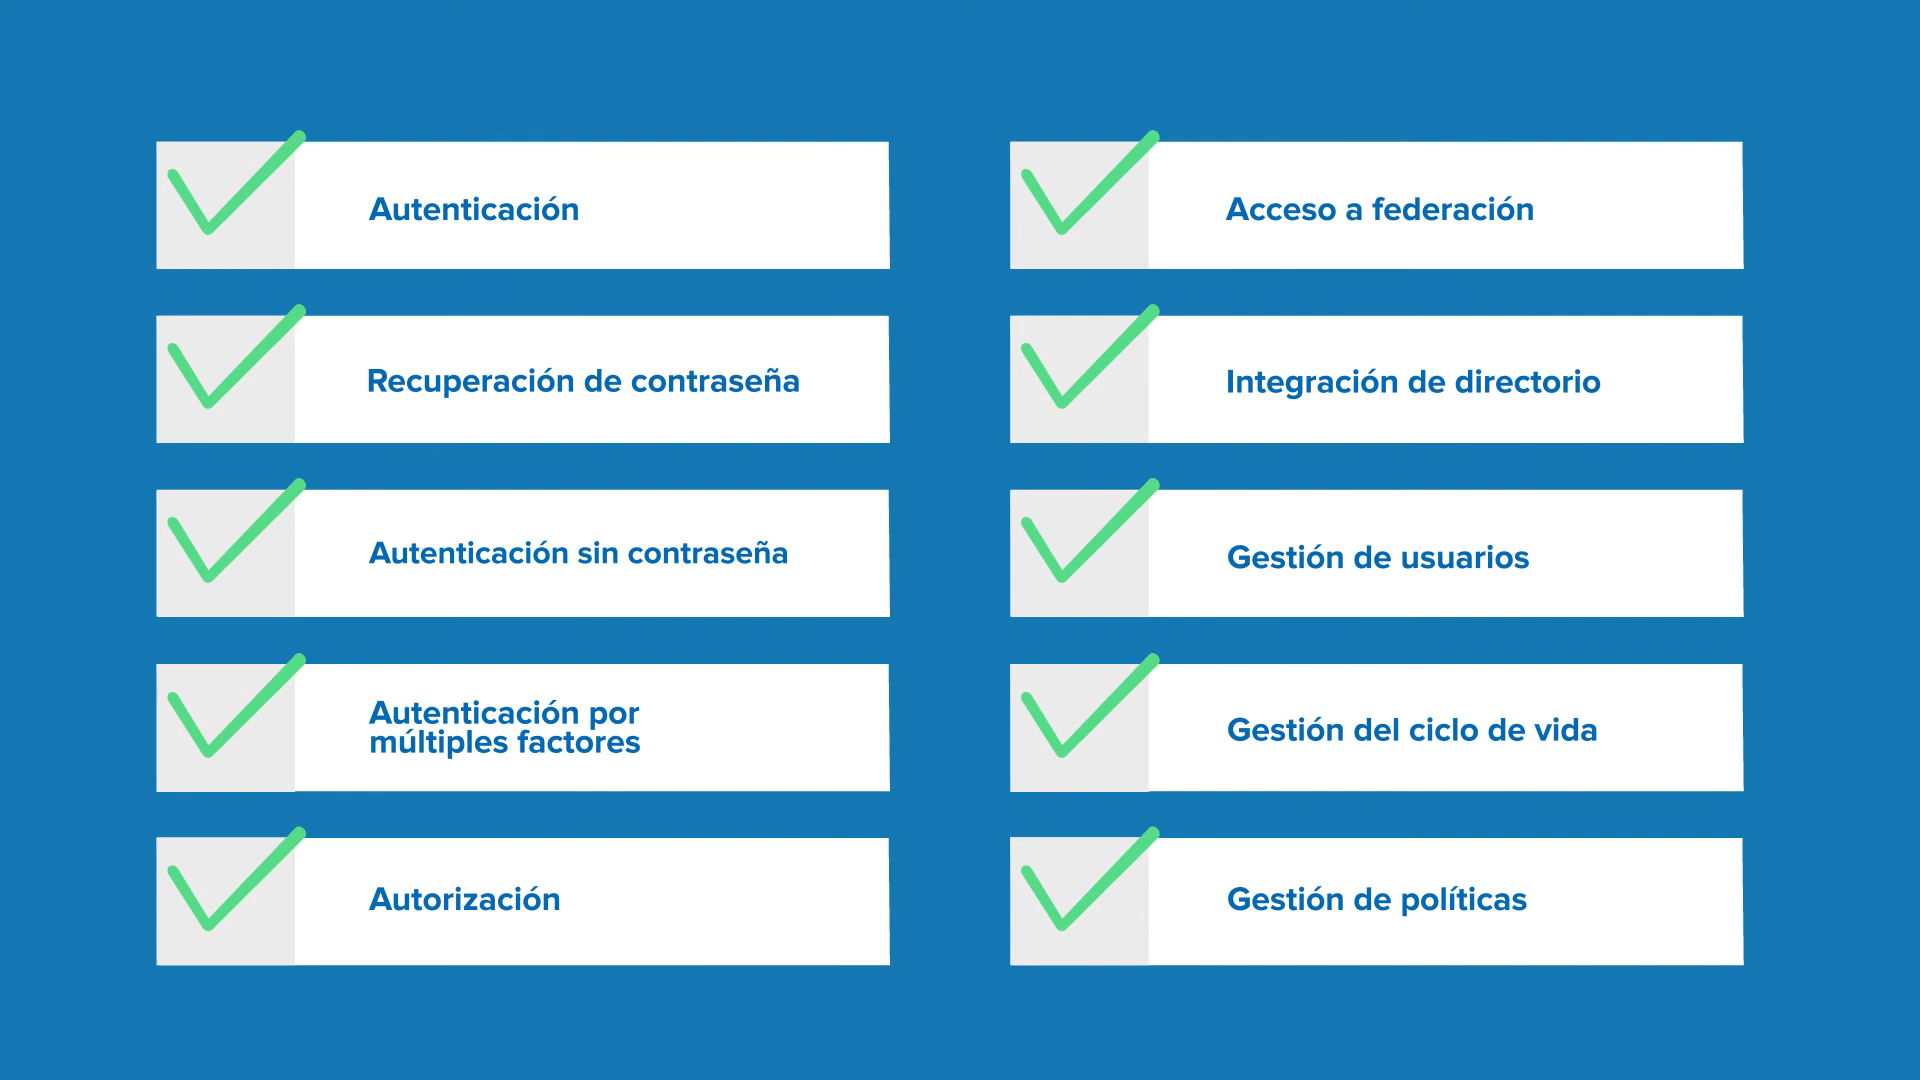 Autenticación
Recuperación de contraseña
Autenticación sin contraseña
Autenticación por
múltiples factores
Autorización
Acceso a federación
Integración de directorio
Gestión de usuarios
Gestión del ciclo de vida
Gestión de políticas